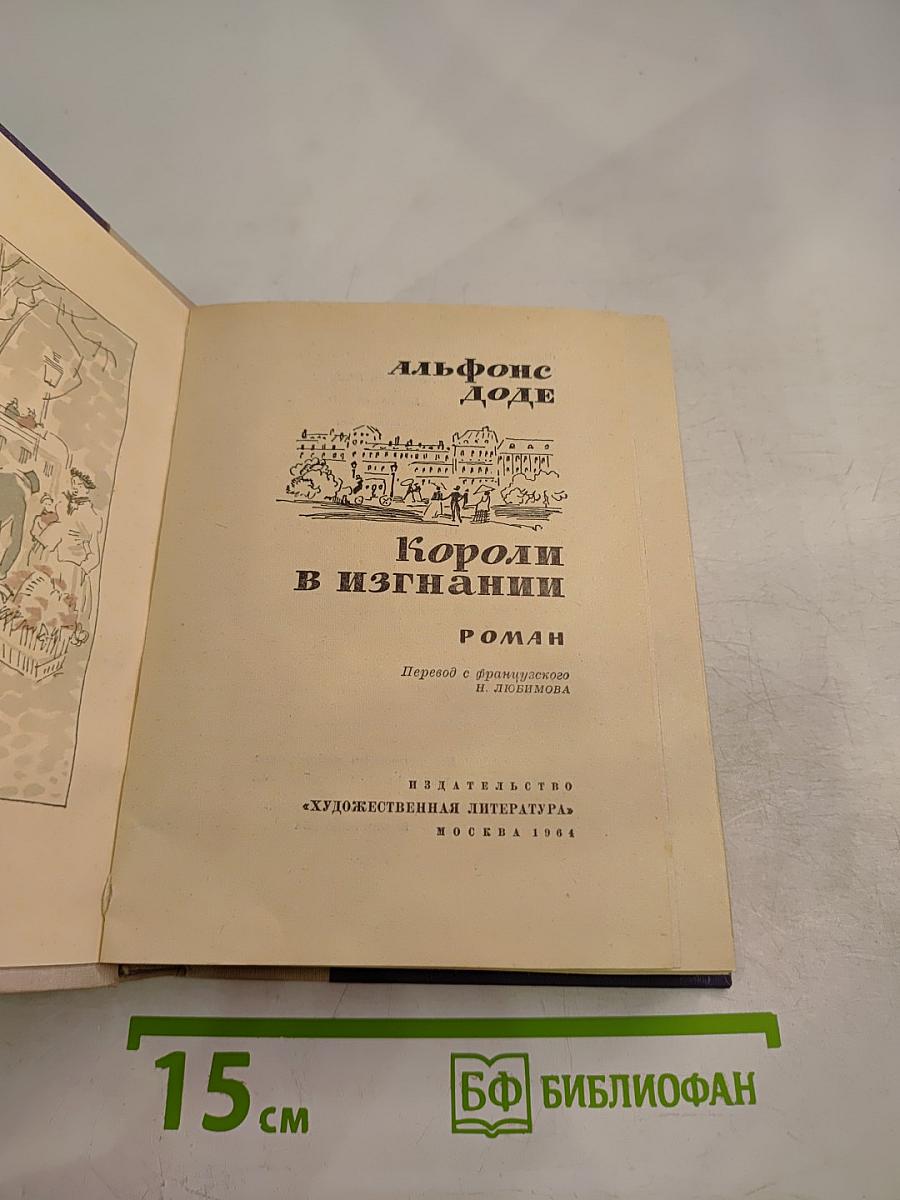 Альфонс
Доде
Короли
в изгнании
РОМАН
Перевод с французского
Н. ЛЮБИМОВА
ИЗДАТЕЛЬСТВО
«ХУДОЖЕСТВЕННАЯ ЛИТЕРАТУРА»
МОСКВА 1964
15 см
БФ БИБЛИОФАН